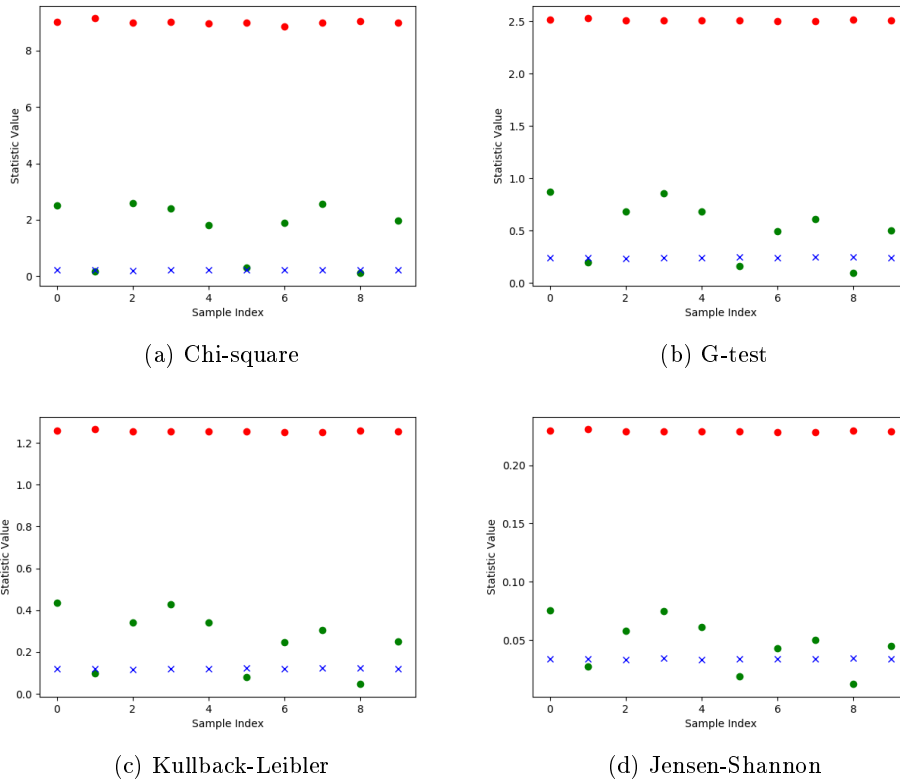 8
6
4
2
0
Statistic Value
0 2 4 6 8
Sample Index
(a) Chi-square
2.5
2.0
1.5
1.0
0.5
0.0
Statistic Value
0 2 4 6 8
Sample Index
(b) G-test
1.2
1.0
0.8
0.6
0.4
0.2
0.0
Statistic Value
0 2 4 6 8
Sample Index
(c) Kullback-Leibler
0.20
0.15
0.10
0.05
Statistic Value
0 2 4 6 8
Sample Index
(d) Jensen-Shannon